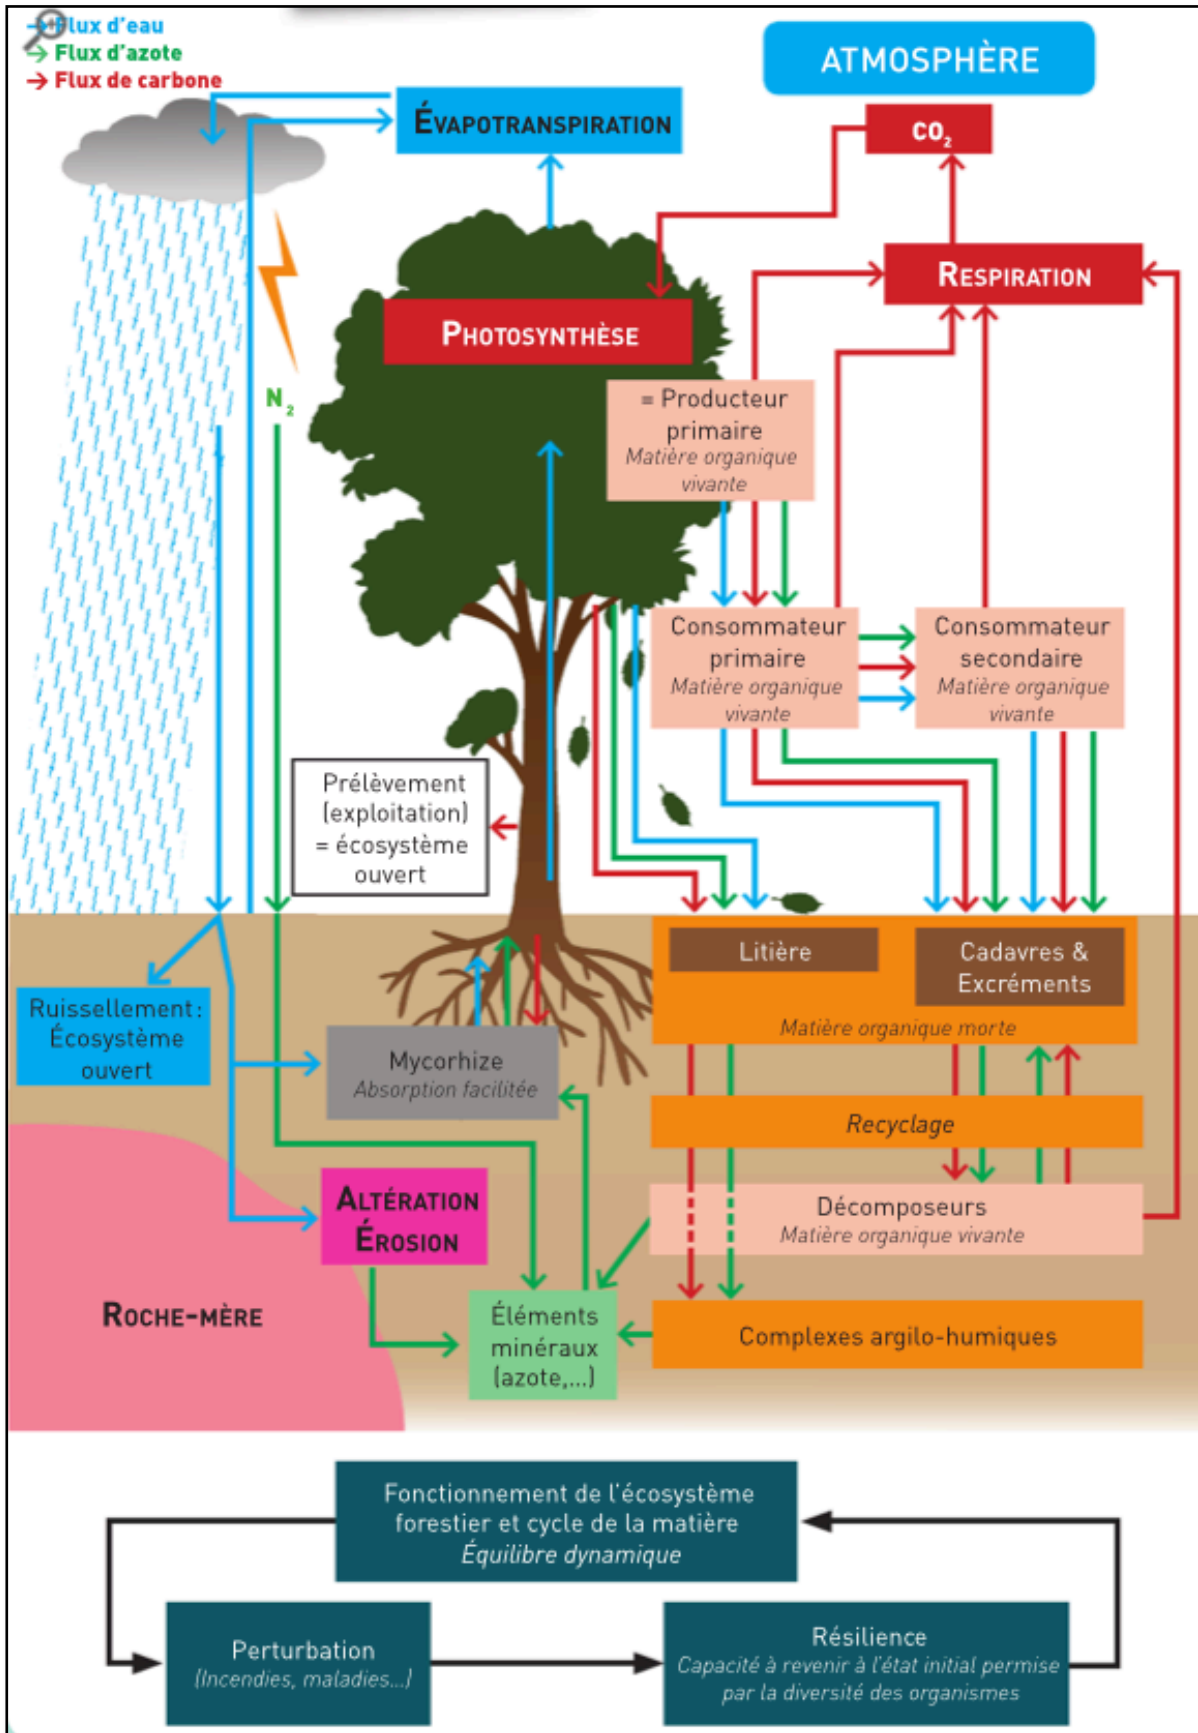 → Flux d'eau
→ Flux d'azote
→ Flux de carbone
ATMOSPHÈRE
ÉVAPOTRANSPIRATION
CO₂
RESPIRATION
PHOTOSYNTHÈSE
N₂
= Producteur
primaire
Matière organique
vivante
Consommateur
primaire
Matière organique
vivante
Consommateur
secondaire
Matière organique
vivante
Prélèvement
(exploitation)
= écosystème
ouvert
Litière
Cadavres &
Excréments
Matière organique morte
Ruissellement :
Écosystème
ouvert
Mycorhize
Absorption facilitée
Recyclage
ALTÉRATION
ÉROSION
Décomposeurs
Matière organique vivante
ROCHE-MÈRE
Éléments
minéraux
(azote,...)
Complexes argilo-humiques
Fonctionnement de l'écosystème
forestier et cycle de la matière
Équilibre dynamique
Perturbation
(Incendies, maladies...)
Résilience
Capacité à revenir à l'état initial permise
par la diversité des organismes